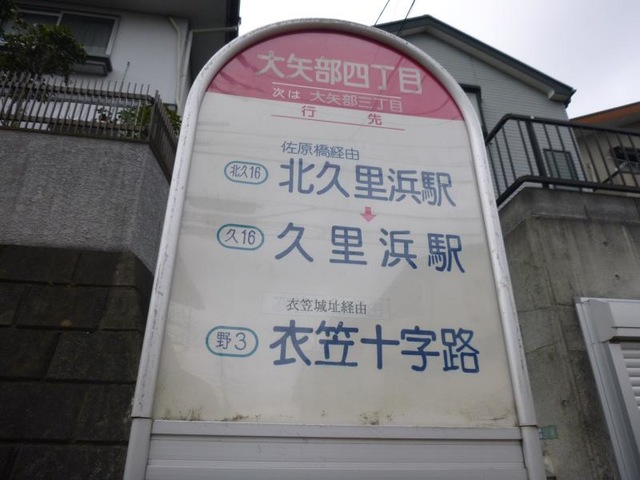 大矢部四丁目
次は 大矢部三丁目
行先
佐原橋経由
北久16 北久里浜駅
久16 久里浜駅
衣笠城址経由
野3 衣笠十字路